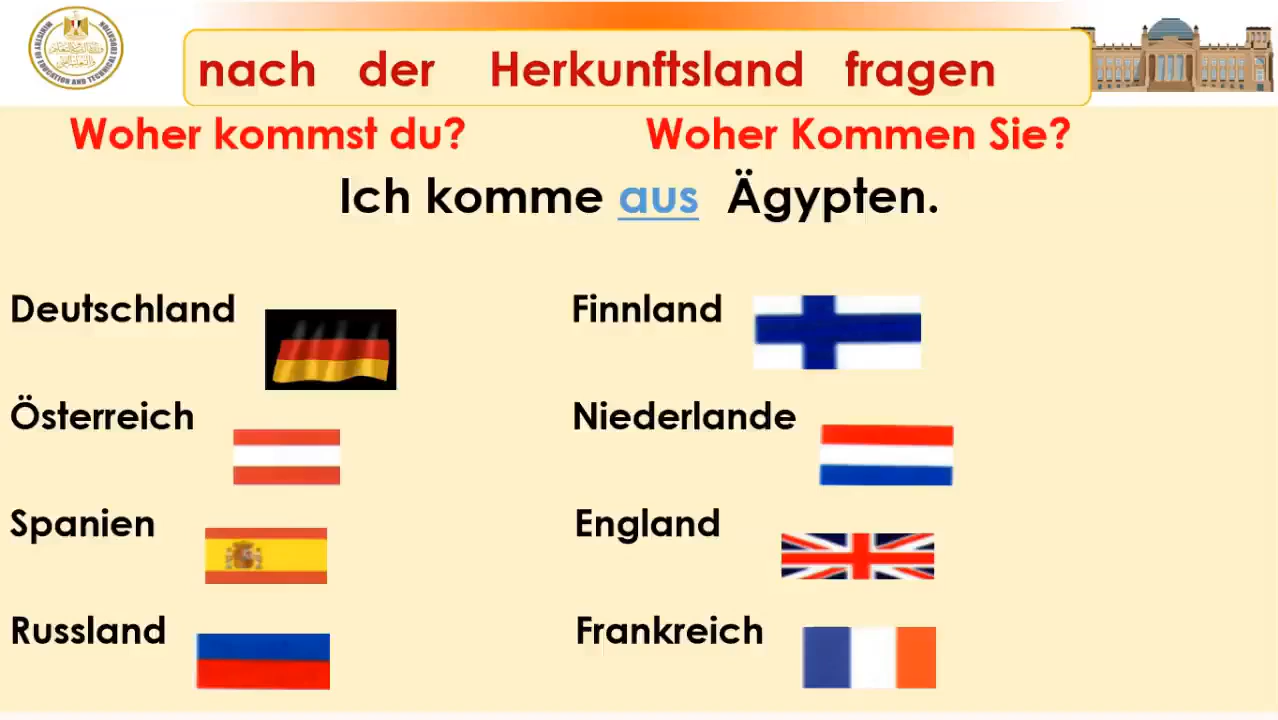 nach der Herkunftsland fragen
Woher kommst du?
Woher Kommen Sie?
Ich komme aus Ägypten.
Deutschland
Finnland
Österreich
Niederlande
Spanien
England
Russland
Frankreich